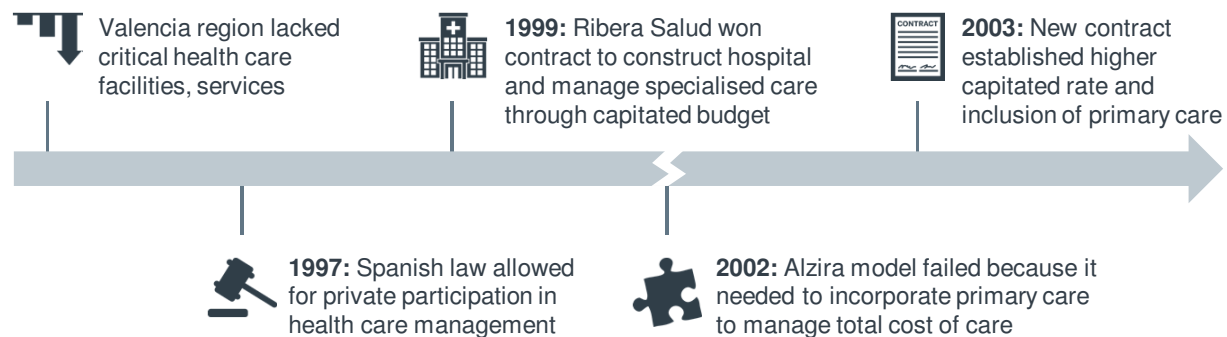 Valencia region lacked
critical health care
facilities, services
1999: Ribera Salud won
contract to construct hospital
and manage specialised care
through capitated budget
CONTRACT
2003: New contract
established higher
capitated rate and
inclusion of primary care
1997: Spanish law allowed
for private participation in
health care management
2002: Alzira model failed because it
needed to incorporate primary care
to manage total cost of care